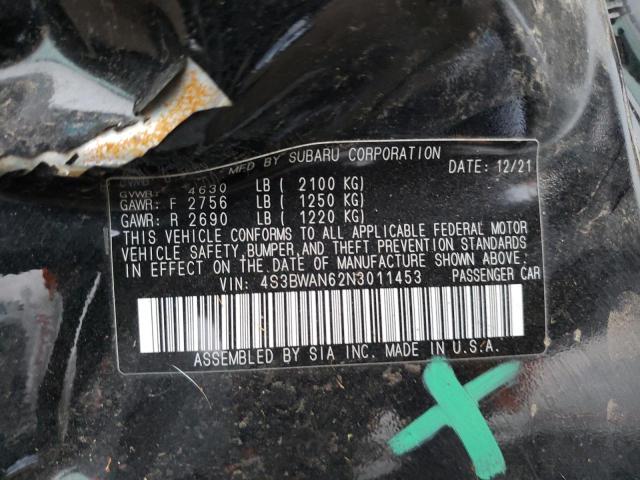 MFD BY SUBARU CORPORATION DATE: 12/21
GVWR: 4630 LB ( 2100 KG)
GAWR: F 2756 LB ( 1250 KG)
GAWR: R 2690 LB ( 1220 KG)
THIS VEHICLE CONFORMS TO ALL APPLICABLE FEDERAL MOTOR
VEHICLE SAFETY,BUMPER,AND THEFT PREVENTION STANDARDS
IN EFFECT ON THE DATE OF MANUFACTURE SHOWN ABOVE.
VIN: 4S3BWAN62N3011453 PASSENGER CAR
ASSEMBLED BY SIA INC. MADE IN U.S.A.